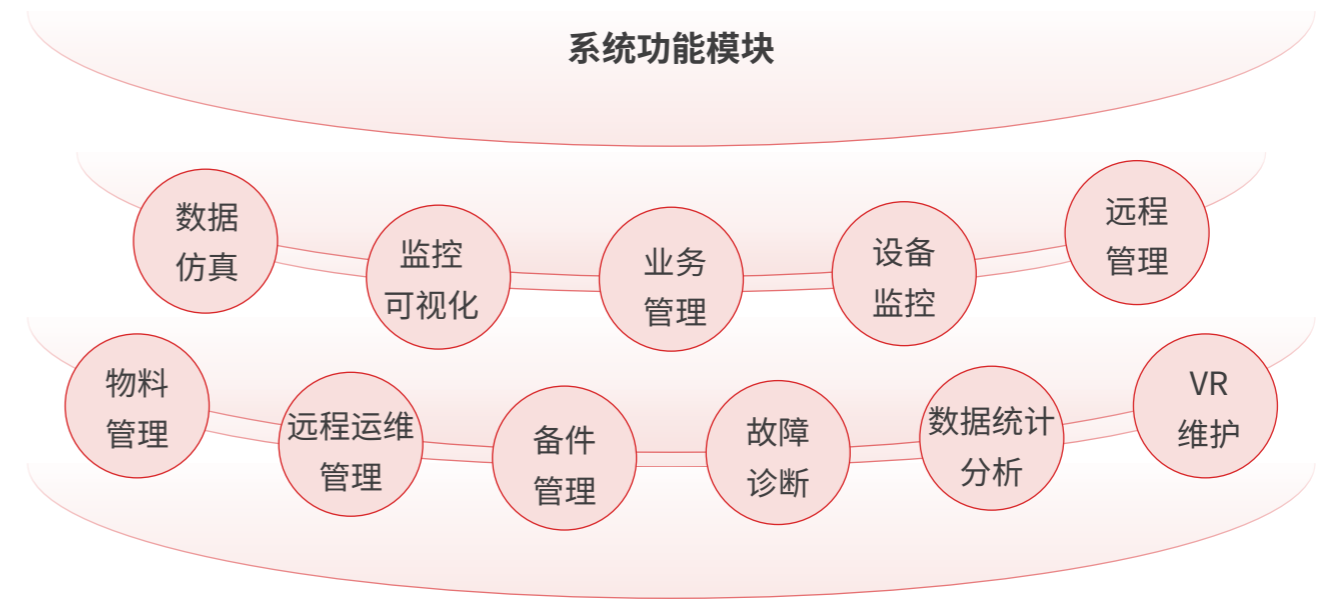 系统功能模块
数据
仿真
监控
可视化
业务
管理
设备
监控
远程
管理
物料
管理
远程运维
管理
备件
管理
故障
诊断
数据统计
分析
VR
维护